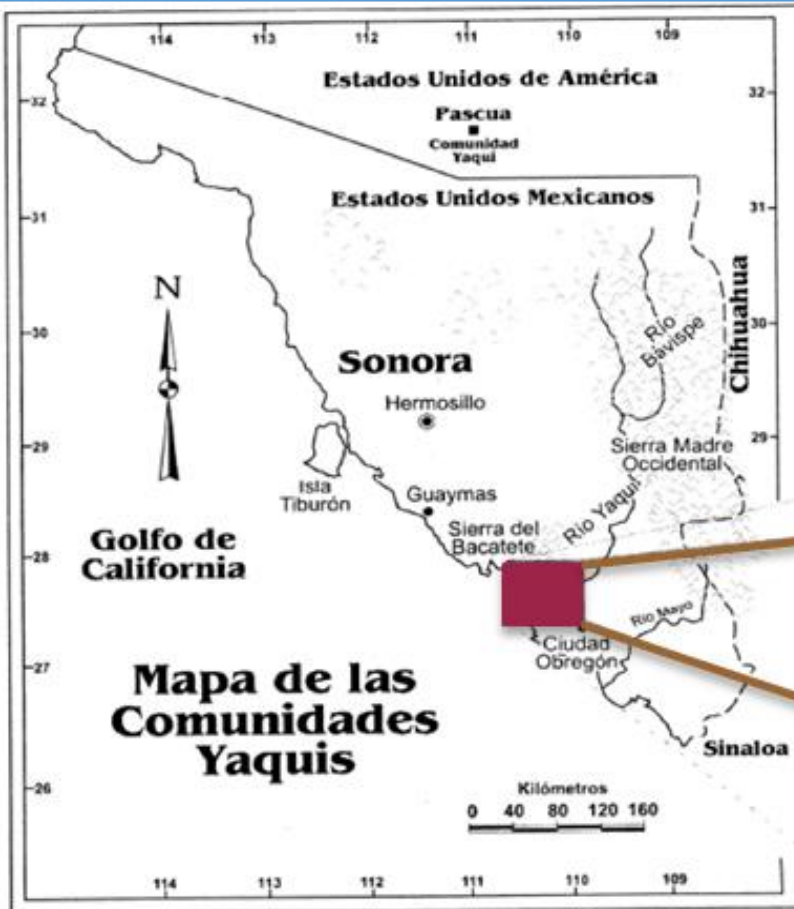 114 113 112 111 110 109
Estados Unidos de América
32 32
Pascua
Comunidad
Yaqui
Estados Unidos Mexicanos
31 31
Chihuahua
N
Río
Bavispe
30 30
Sonora
Hermosillo
29 29
Sierra Madre
Occidental
Isla
Tiburón
Guaymas
Río Yaqui
Sierra del
Bacatete
Golfo de
California
28
Río Mayo
Ciudad
Obregón
27
Mapa de las
Comunidades
Yaquis
Sinaloa
26
Kilómetros
0 40 80 120 160
114 113 112 111 110 109